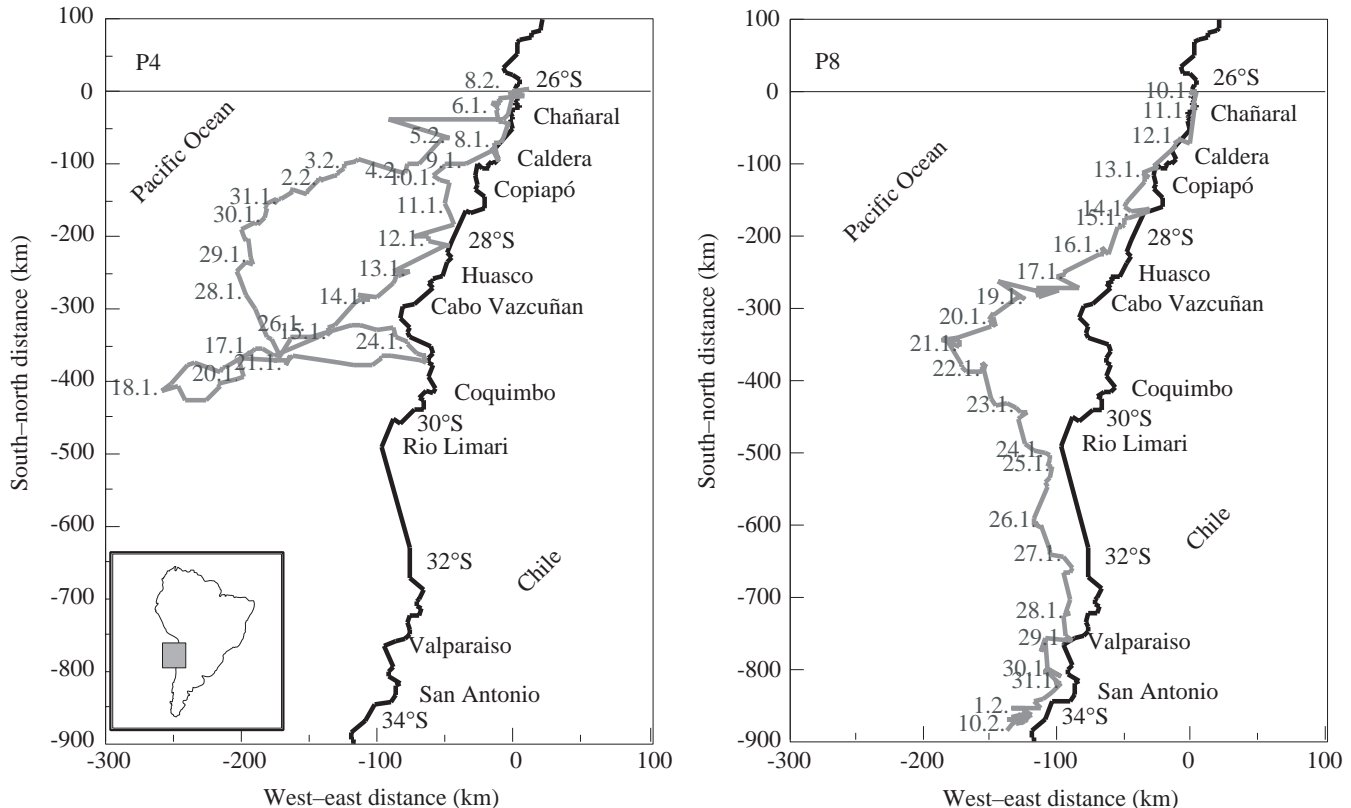 P4
100
0
-100
-200
-300
-400
-500
-600
-700
-800
-900
South–north distance (km)
-300
-200
-100
0
100
West–east distance (km)
Pacific Ocean
Chile
26°S
Chañaral
Caldera
Copiapó
28°S
Huasco
Cabo Vazcuñan
Coquimbo
30°S
Rio Limari
32°S
Valparaiso
San Antonio
34°S
8.2.
6.1.
5.2.
8.1.
3.2.
4.2.
9.1.
2.2.
10.1.
31.1.
30.1.
11.1.
12.1.
29.1.
13.1.
28.1.
14.1.
26.1.
15.1.
24.1.
17.1.
21.1.
20.1.
18.1.
P8
100
0
-100
-200
-300
-400
-500
-600
-700
-800
-900
South–north distance (km)
-300
-200
-100
0
100
West–east distance (km)
Pacific Ocean
Chile
26°S
Chañaral
Caldera
Copiapó
28°S
Huasco
Cabo Vazcuñan
Coquimbo
30°S
Rio Limari
32°S
Valparaiso
San Antonio
34°S
10.1.
11.1.
12.1.
13.1.
14.1.
15.1.
16.1.
17.1.
19.1.
20.1.
21.1.
22.1.
23.1.
24.1.
25.1.
26.1.
27.1.
28.1.
29.1.
30.1.
31.1.
1.2.
10.2.